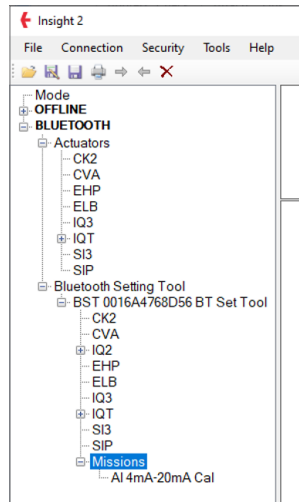 Insight 2
File Connection Security Tools Help
Mode
OFFLINE
BLUETOOTH
Actuators
CK2
CVA
EHP
ELB
IQ3
IQT
SI3
SIP
Bluetooth Setting Tool
BST 0016A4768D56 BT Set Tool
CK2
CVA
IQ2
EHP
ELB
IQ3
IQT
SI3
SIP
Missions
AI 4mA-20mA Cal